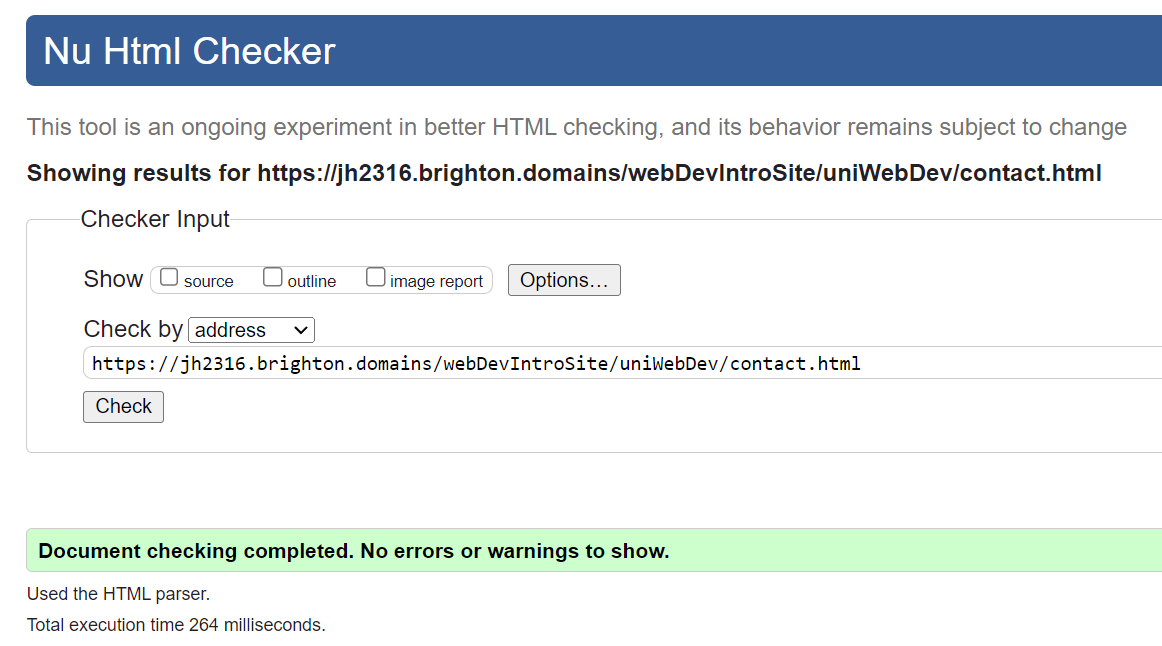 Nu Html Checker
This tool is an ongoing experiment in better HTML checking, and its behavior remains subject to change
Showing results for https://jh2316.brighton.domains/webDevIntroSite/uniWebDev/contact.html
Checker Input
Show source outline image report Options...
Check by address
https://jh2316.brighton.domains/webDevIntroSite/uniWebDev/contact.html
Check
Document checking completed. No errors or warnings to show.
Used the HTML parser.
Total execution time 264 milliseconds.